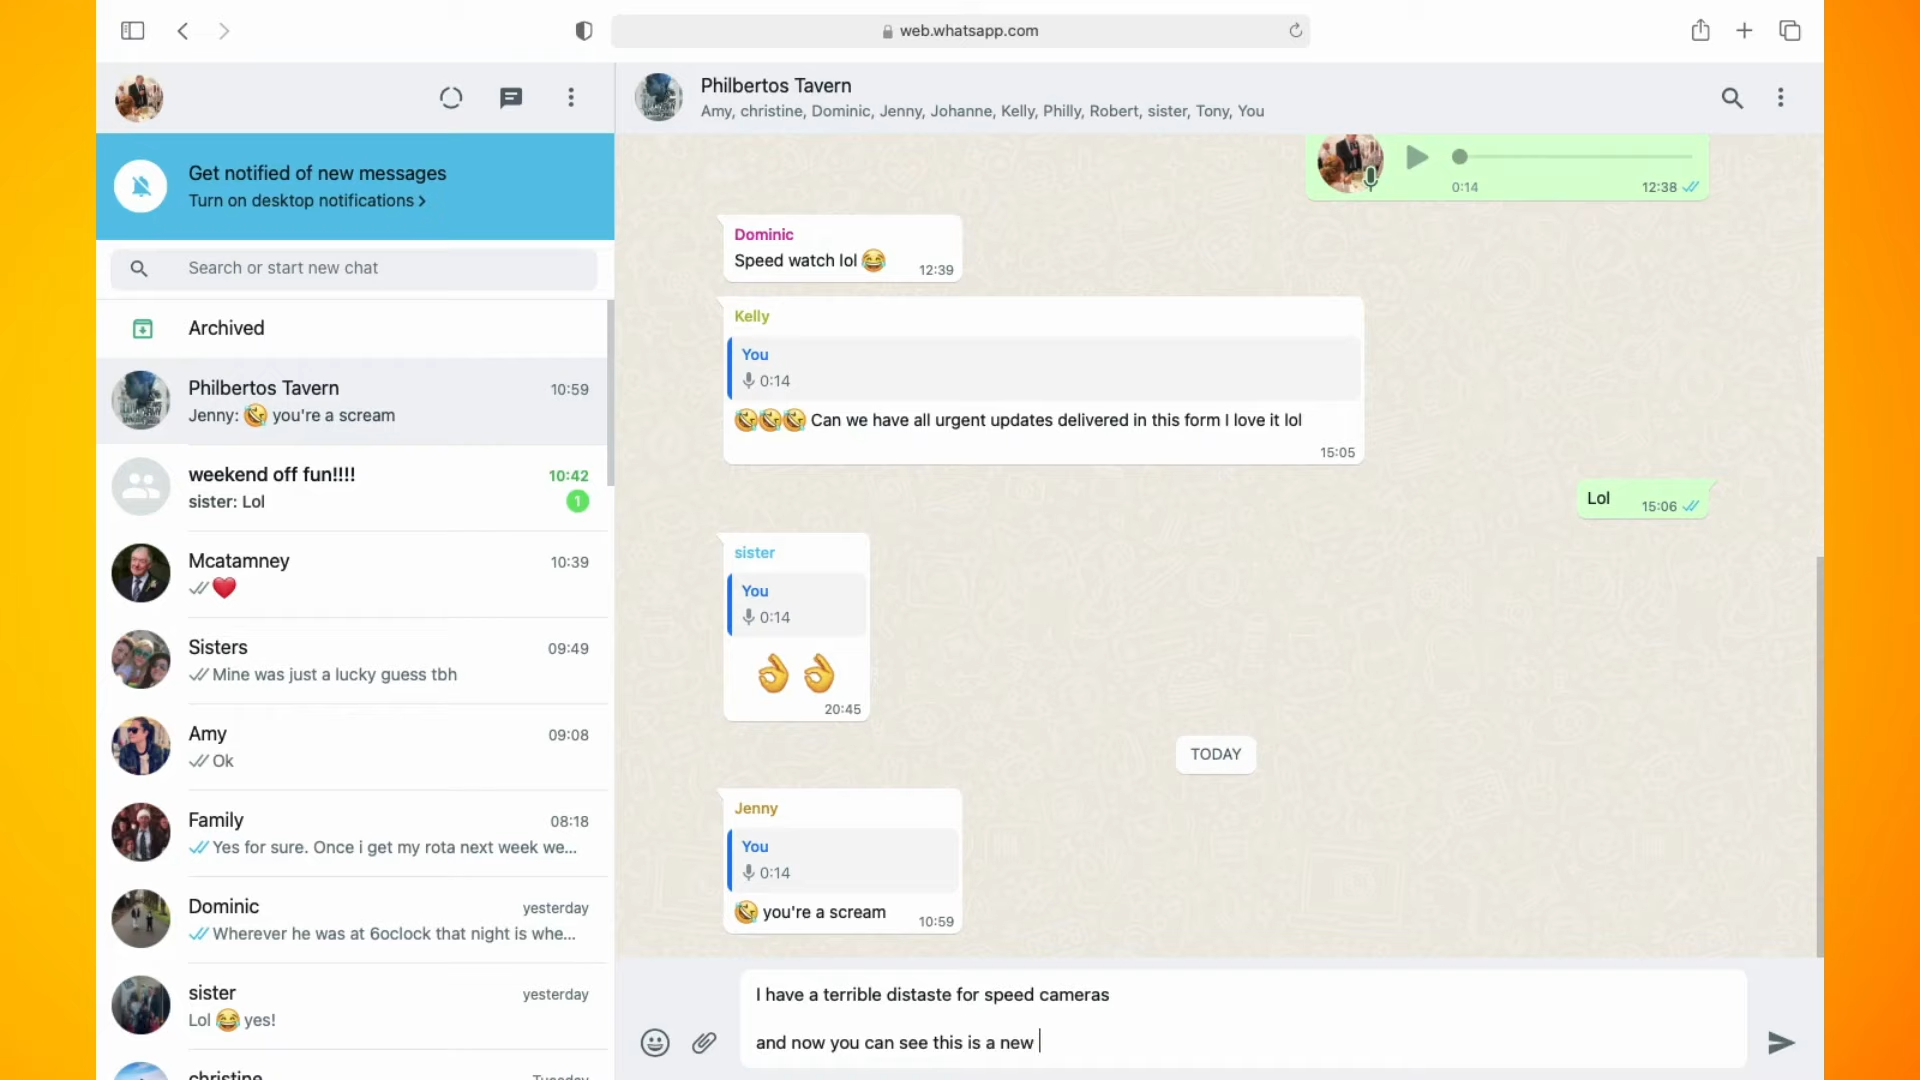 web.whatsapp.com
Get notified of new messages
Turn on desktop notifications >
Search or start new chat
Archived
Philbertos Tavern
10:59
Jenny: 🤣 you're a scream
weekend off fun!!!!
10:42
sister: Lol
1
Mcatamney
10:39
❤️
Sisters
09:49
Mine was just a lucky guess tbh
Amy
09:08
Ok
Family
08:18
Yes for sure. Once i get my rota next week we...
Dominic
yesterday
Wherever he was at 6oclock that night is whe...
sister
yesterday
Lol 😂 yes!
christine
Tuesday
Philbertos Tavern
Amy, christine, Dominic, Jenny, Johanne, Kelly, Philly, Robert, sister, Tony, You
0:14
12:38
Dominic
Speed watch lol 😂
12:39
Kelly
You
0:14
🤣🤣🤣 Can we have all urgent updates delivered in this form I love it lol
15:05
Lol
15:06
sister
You
0:14
👌👌
20:45
TODAY
Jenny
You
0:14
🤣 you're a scream
10:59
I have a terrible distaste for speed cameras
and now you can see this is a new